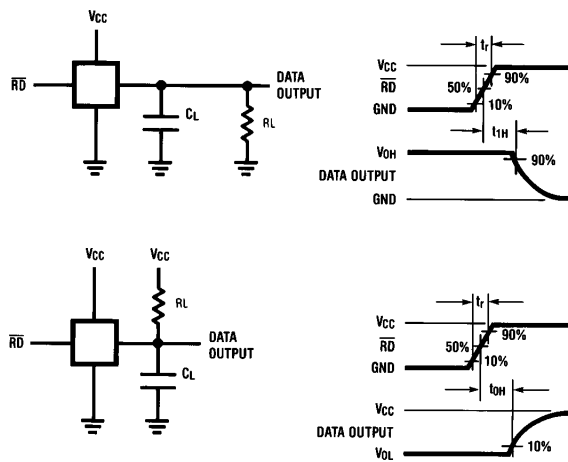 VCC
RD
DATA
OUTPUT
CL
RL
tr
VCC
90%
RD
50%
10%
GND
t1H
VOH
90%
DATA OUTPUT
GND
VCC
VCC
RL
RD
DATA
OUTPUT
CL
tr
VCC
90%
RD
50%
10%
GND
t0H
VCC
DATA OUTPUT
10%
VOL